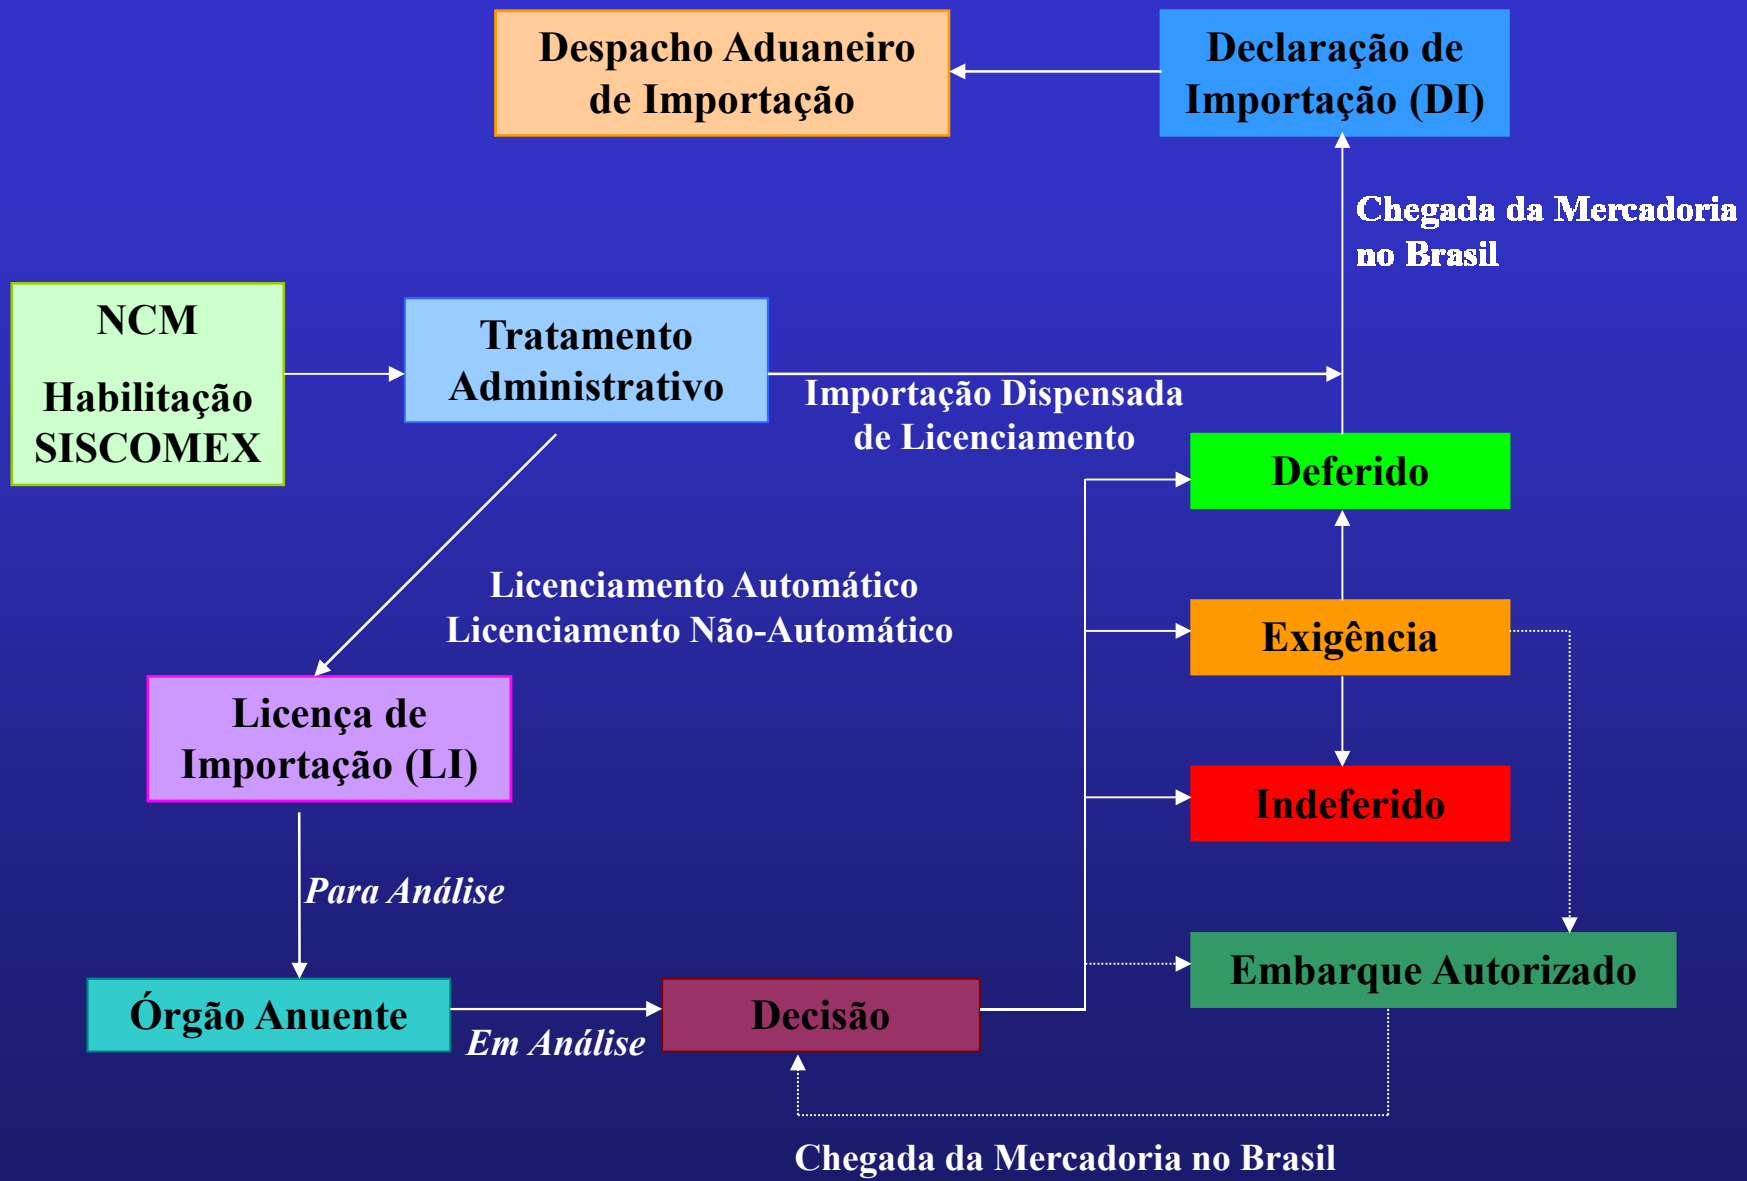 Despacho Aduaneiro
de Importação
Declaração de
Importação (DI)
Chegada da Mercadoria
no Brasil
NCM
Habilitação
SISCOMEX
Tratamento
Administrativo
Importação Dispensada
de Licenciamento
Deferido
Licenciamento Automático
Licenciamento Não-Automático
Exigência
Licença de
Importação (LI)
Indeferido
Para Análise
Embarque Autorizado
Órgão Anuente
Em Análise
Decisão
Chegada da Mercadoria no Brasil